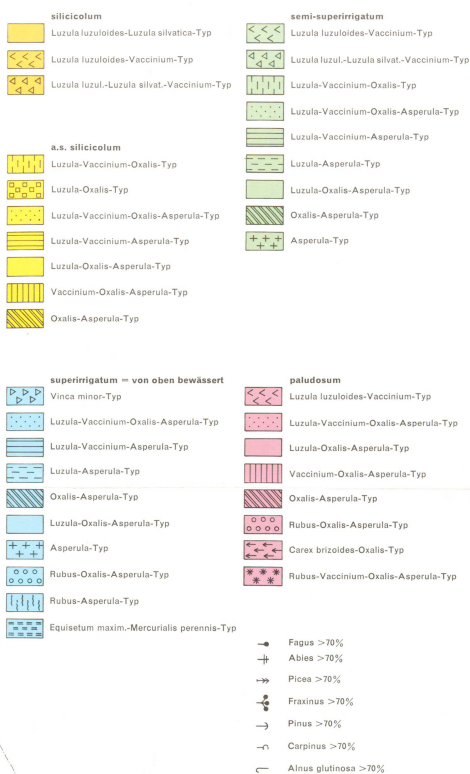 silicicolum
Luzula luzuloides-Luzula silvatica-Typ
Luzula luzuloides-Vaccinium-Typ
Luzula luzul.-Luzula silvat.-Vaccinium-Typ
a.s. silicicolum
Luzula-Vaccinium-Oxalis-Typ
Luzula-Oxalis-Typ
Luzula-Vaccinium-Oxalis-Asperula-Typ
Luzula-Vaccinium-Asperula-Typ
Luzula-Oxalis-Asperula-Typ
Vaccinium-Oxalis-Asperula-Typ
Oxalis-Asperula-Typ
semi-superirrigatum
Luzula luzuloides-Vaccinium-Typ
Luzula luzul.-Luzula silvat.-Vaccinium-Typ
Luzula-Vaccinium-Oxalis-Typ
Luzula-Vaccinium-Oxalis-Asperula-Typ
Luzula-Vaccinium-Asperula-Typ
Luzula-Asperula-Typ
Luzula-Oxalis-Asperula-Typ
Oxalis-Asperula-Typ
Asperula-Typ
superirrigatum = von oben bewässert
Vinca minor-Typ
Luzula-Vaccinium-Oxalis-Asperula-Typ
Luzula-Vaccinium-Asperula-Typ
Luzula-Asperula-Typ
Oxalis-Asperula-Typ
Luzula-Oxalis-Asperula-Typ
Asperula-Typ
Rubus-Oxalis-Asperula-Typ
Rubus-Asperula-Typ
Equisetum maxim.-Mercurialis perennis-Typ
paludosum
Luzula luzuloides-Vaccinium-Typ
Luzula-Vaccinium-Oxalis-Asperula-Typ
Luzula-Oxalis-Asperula-Typ
Vaccinium-Oxalis-Asperula-Typ
Oxalis-Asperula-Typ
Rubus-Oxalis-Asperula-Typ
Carex brizoides-Oxalis-Typ
Rubus-Vaccinium-Oxalis-Asperula-Typ
Fagus >70%
Abies >70%
Picea >70%
Fraxinus >70%
Pinus >70%
Carpinus >70%
Alnus glutinosa >70%